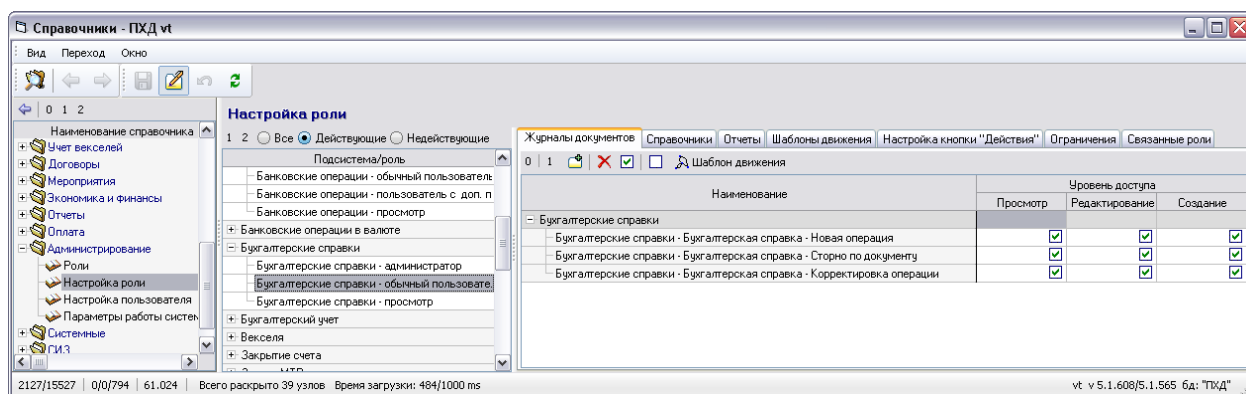 Справочники - ПХД vt
Вид Переход Окно
0 1 2
Наименование справочника
Учет векселей
Договоры
Мероприятия
Экономика и финансы
Отчеты
Оплата
Администрирование
Роли
Настройка роли
Настройка пользователя
Параметры работы систем
Системные
СИЗ
Настройка роли
1 2 Все Действующие Недействующие
Подсистема/роль
Банковские операции - обычный пользователь
Банковские операции - пользователь с доп. п
Банковские операции - просмотр
Банковские операции в валюте
Бухгалтерские справки
Бухгалтерские справки - администратор
Бухгалтерские справки - обычный пользовате.
Бухгалтерские справки - просмотр
Бухгалтерский учет
Векселя
Закрытие счета
Журналы документов Справочники Отчеты Шаблоны движения Настройка кнопки "Действия" Ограничения Связанные роли
0 1 Шаблон движения
Наименование Уровень доступа
Просмотр Редактирование Создание
Бухгалтерские справки
Бухгалтерские справки - Бухгалтерская справка - Новая операция
Бухгалтерские справки - Бухгалтерская справка - Сторно по документу
Бухгалтерские справки - Бухгалтерская справка - Корректировка операции
2127/15527 0/0/794 61.024 Всего раскрыто 39 узлов Время загрузки: 484/1000 ms vt v 5.1.608/5.1.565 бд: "ПХД"